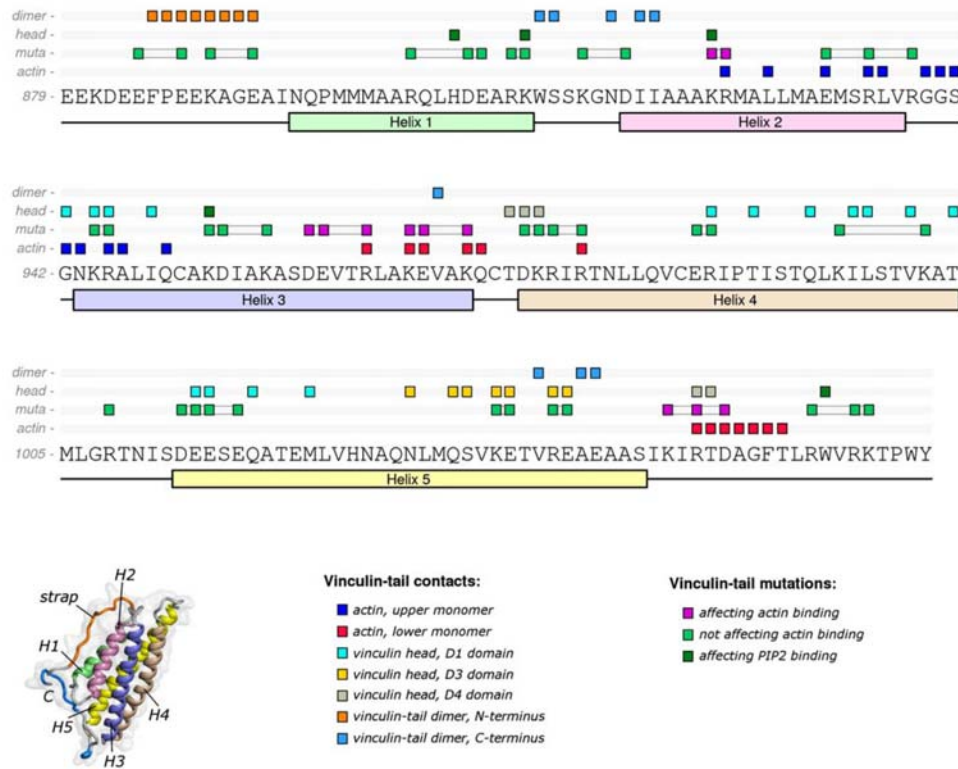 dimer -
head -
muta -
actin -
879 - EEKDEEFPEEKAGEAINQPMMMAARQLHDEARKWSSKGNDIIAAAKRMALLMAEMSRLVRGGS
Helix 1 Helix 2
dimer -
head -
muta -
actin -
942 - GNKRALIQCAKDIAKASDEVTRLAKEVAKQCTDKRIRTNLLQVCERIPTISTQLKILSTVKAT
Helix 3 Helix 4
dimer -
head -
muta -
actin -
1005 - MLGRTNISDEESEQATEMLVHNAQNLMQSVKETVREAEAASIKIRTDAGFTLRWVRKTPWY
Helix 5
H2
strap
H1
C
H5
H4
H3
Vinculin-tail contacts:
actin, upper monomer
actin, lower monomer
vinculin head, D1 domain
vinculin head, D3 domain
vinculin head, D4 domain
vinculin-tail dimer, N-terminus
vinculin-tail dimer, C-terminus
Vinculin-tail mutations:
affecting actin binding
not affecting actin binding
affecting PIP2 binding